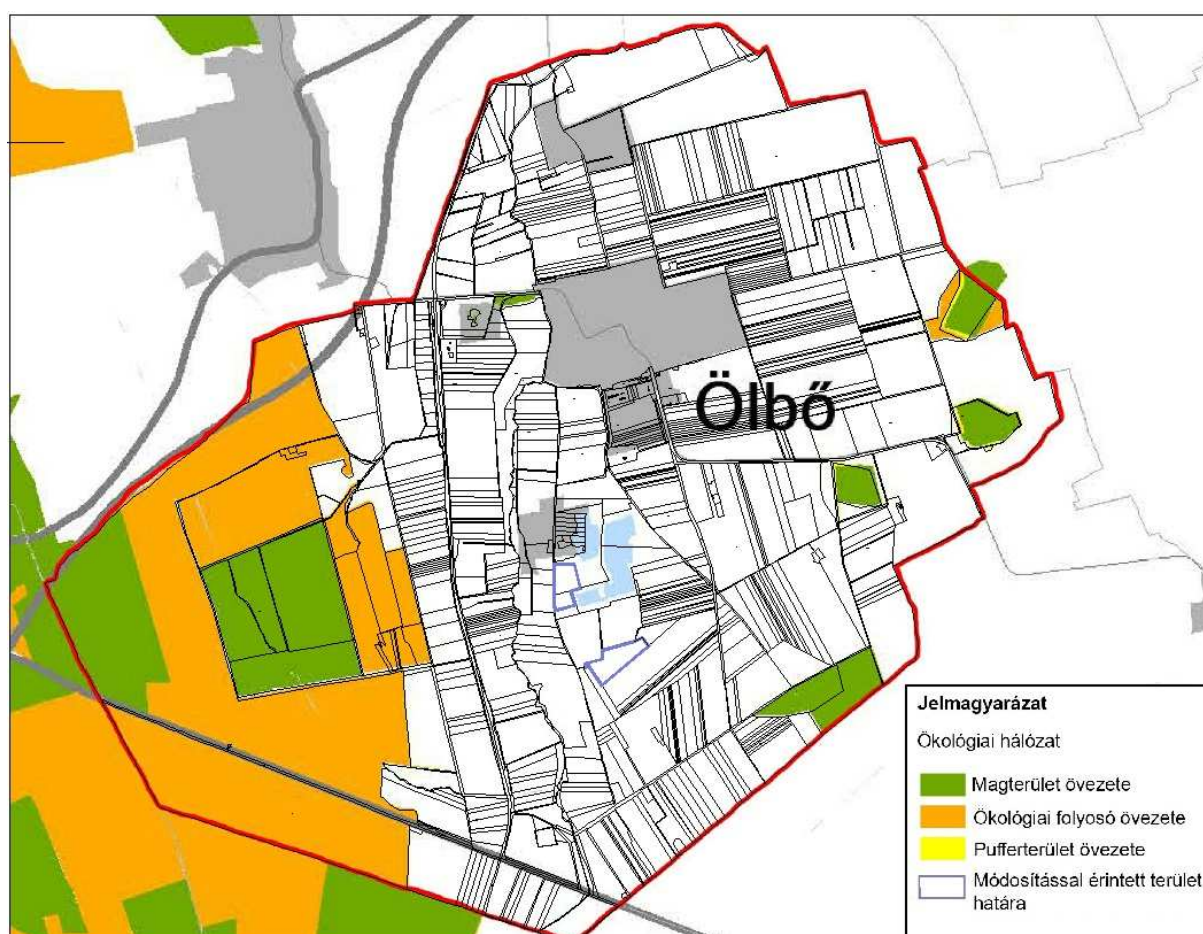 Ölbő
Jelmagyarázat
Ökológiai hálózat
Magterület övezete
Ökológiai folyosó övezete
Pufferterület övezete
Módosítással érintett terület
határa